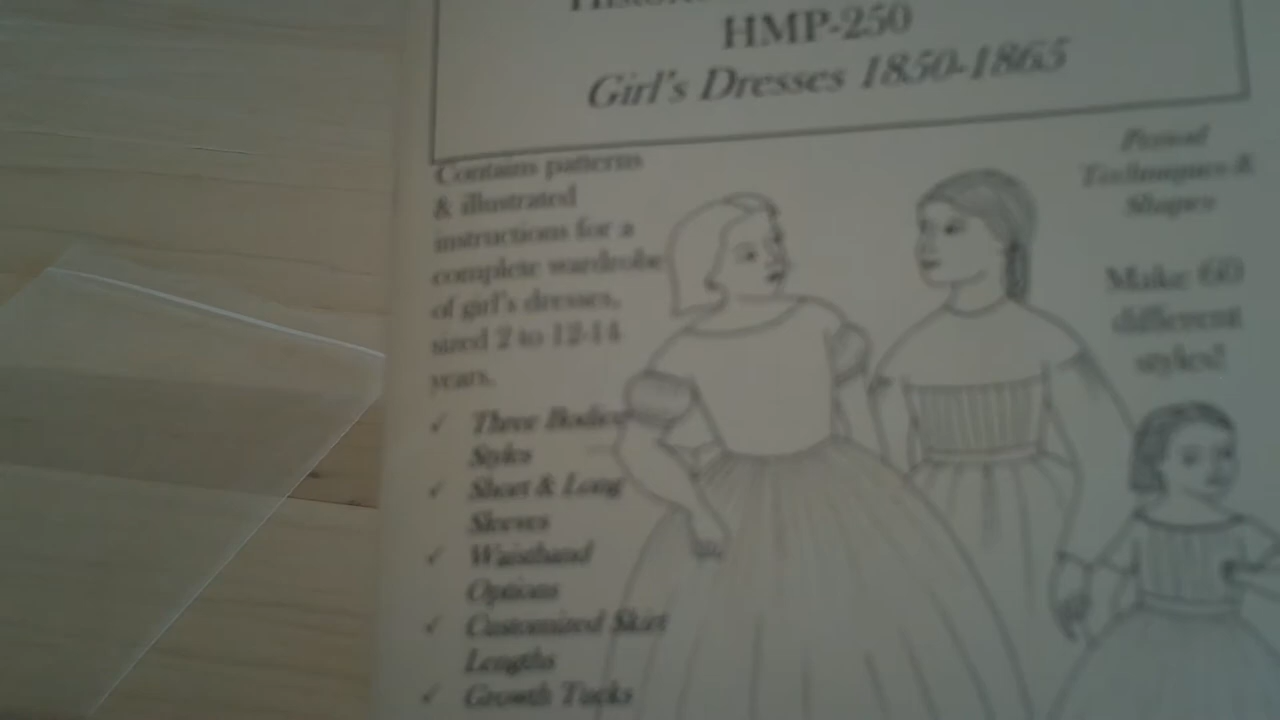 HMP-250
Girl's Dresses 1850-1865
Contains patterns
& illustrated
instructions for a
complete wardrobe
of girl's dresses,
sized 2 to 12-14
years.
✓ Three Bodice
Styles
✓ Short & Long
Sleeves
✓ Waistband
Options
✓ Customized Skirt
Lengths
✓ Growth Tucks
Period
Techniques &
Shapes
Make 60
different
styles!